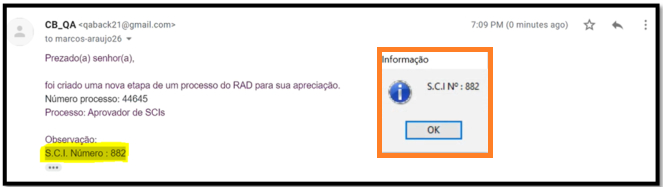 CB_QA <qaback21@gmail.com>
7:09 PM (0 minutes ago)
to marcos-araujo26
Prezado(a) senhor(a),
foi criado uma nova etapa de um processo do RAD para sua apreciação.
Número processo: 44645
Processo: Aprovador de SCIs
Observação:
S.C.I. Número : 882
Informação
S.C.I Nº : 882
OK